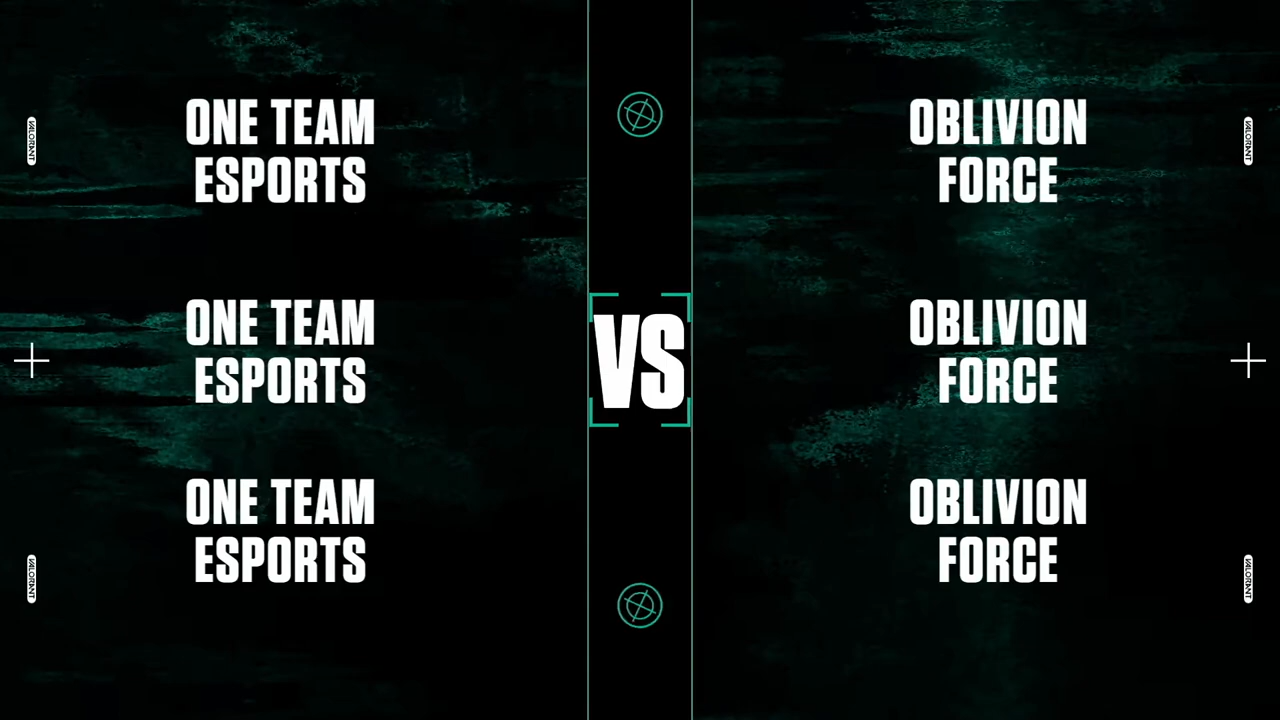 ONE TEAM
ESPORTS
OBLIVION
FORCE
VALORANT
VALORANT
ONE TEAM
ESPORTS
VS
OBLIVION
FORCE
ONE TEAM
ESPORTS
OBLIVION
FORCE
VALORANT
VALORANT